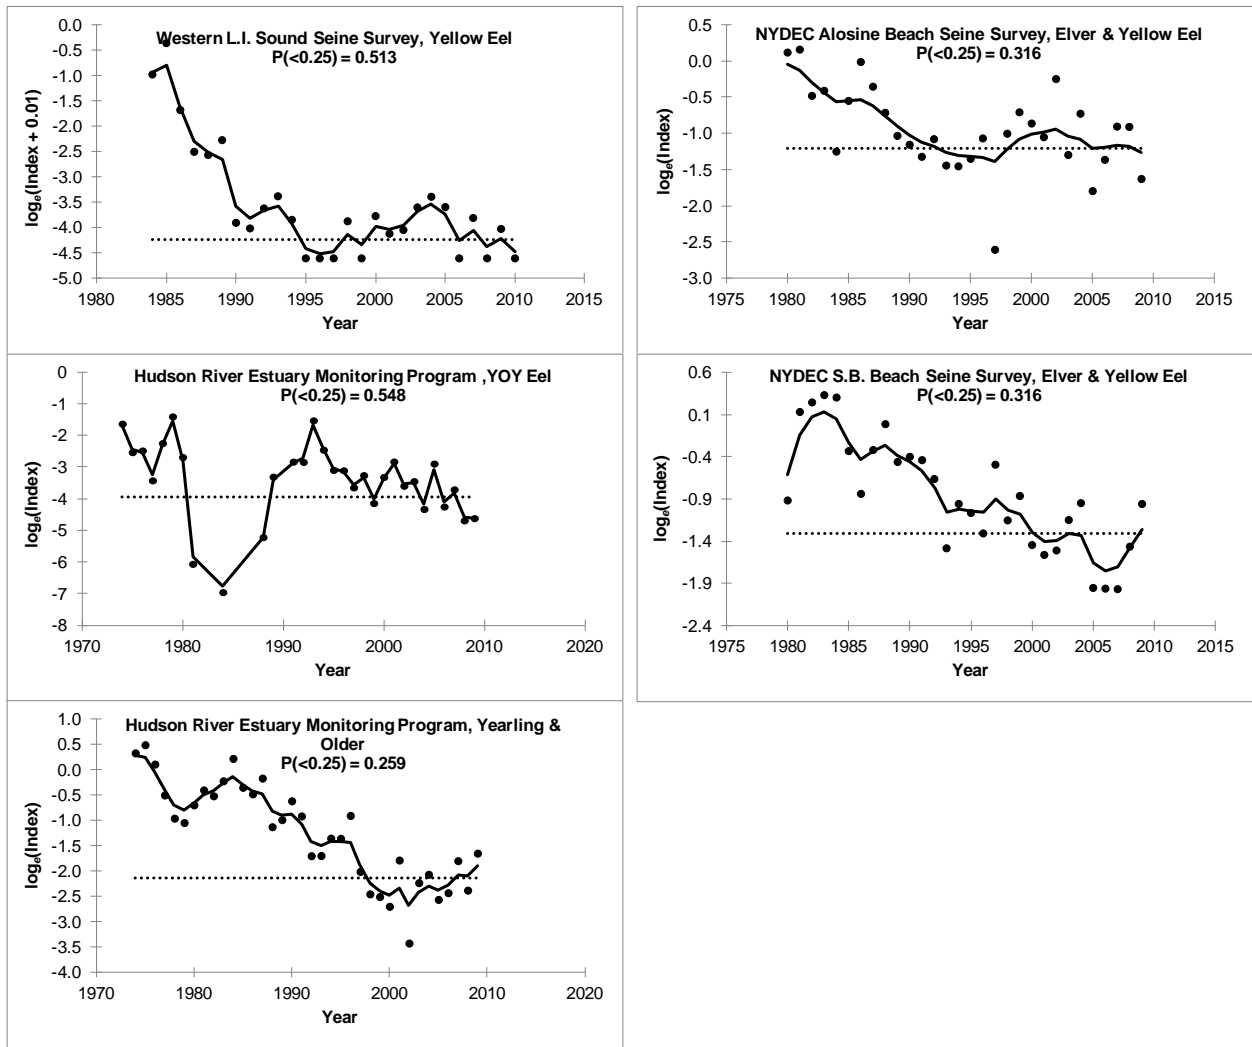 Western L.I. Sound Seine Survey, Yellow Eel
P(<0.25) = 0.513
logₑ(Index + 0.01)
0.0
-0.5
-1.0
-1.5
-2.0
-2.5
-3.0
-3.5
-4.0
-4.5
-5.0
1980 1985 1990 1995 2000 2005 2010 2015
Year
NYDEC Alosine Beach Seine Survey, Elver & Yellow Eel
P(<0.25) = 0.316
logₑ(Index)
0.5
0.0
-0.5
-1.0
-1.5
-2.0
-2.5
-3.0
1975 1980 1985 1990 1995 2000 2005 2010 2015
Year
Hudson River Estuary Monitoring Program ,YOY Eel
P(<0.25) = 0.548
logₑ(Index)
0
-1
-2
-3
-4
-5
-6
-7
-8
1970 1980 1990 2000 2010 2020
Year
NYDEC S.B. Beach Seine Survey, Elver & Yellow Eel
P(<0.25) = 0.316
logₑ(Index)
0.6
0.1
-0.4
-0.9
-1.4
-1.9
-2.4
1975 1980 1985 1990 1995 2000 2005 2010 2015
Year
Hudson River Estuary Monitoring Program, Yearling &
Older
P(<0.25) = 0.259
logₑ(Index)
1.0
0.5
0.0
-0.5
-1.0
-1.5
-2.0
-2.5
-3.0
-3.5
-4.0
1970 1980 1990 2000 2010 2020
Year